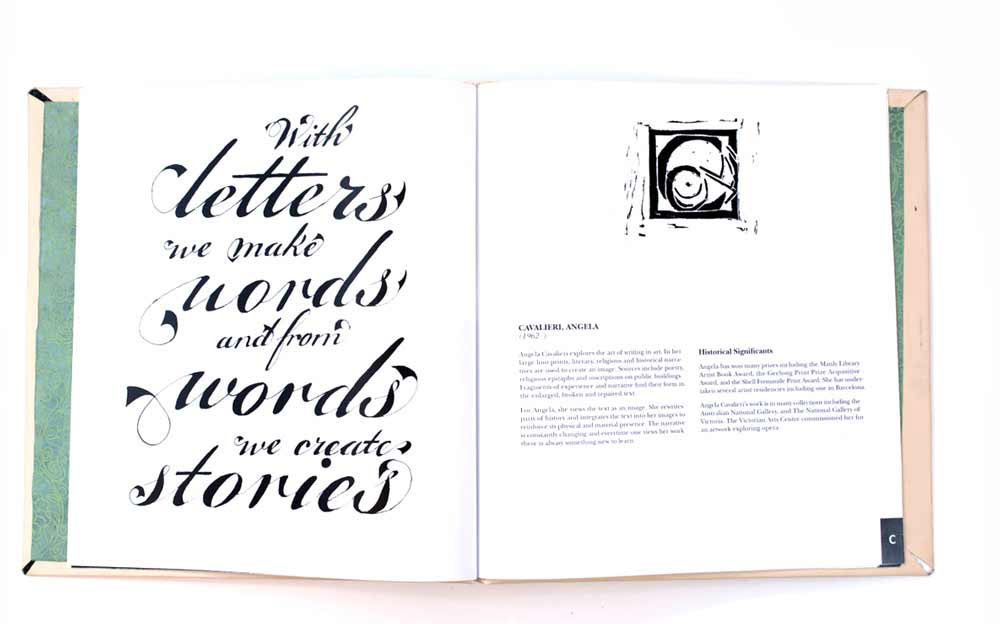 With
letters
we make
words
and from
words
we create
stories
CAVALIERI, ANGELA
(1962- )
Angela Cavalieri explores the art of writing in art. In her
large lino prints, literary, religious and historical narra-
tives are used to create an image. Sources include poetry,
religious epitaphs and inscriptions on public buildings.
Fragments of experience and narrative find their form in
the enlarged, broken and repaired text.
For Angela, she views the text as an image. She rewrites
parts of history and integrates the text into her images to
reinforce its physical and material presence. The narrative
is constantly changing and everytime one views her work
there is always something new to learn.
Historical Significants
Angela has won many prizes including the Manly Library
Artist Book Award, the Geelong Print Prize Acquisitive
Award, and the Shell Fremantle Print Award. She has under-
taken several artist residencies including one in Barcelona.
Angela Cavalieri's work is in many collections including the
Australian National Gallery, and The National Gallery of
Victoria. The Victorian Arts Center commissioned her for
an artwork exploring opera.
C